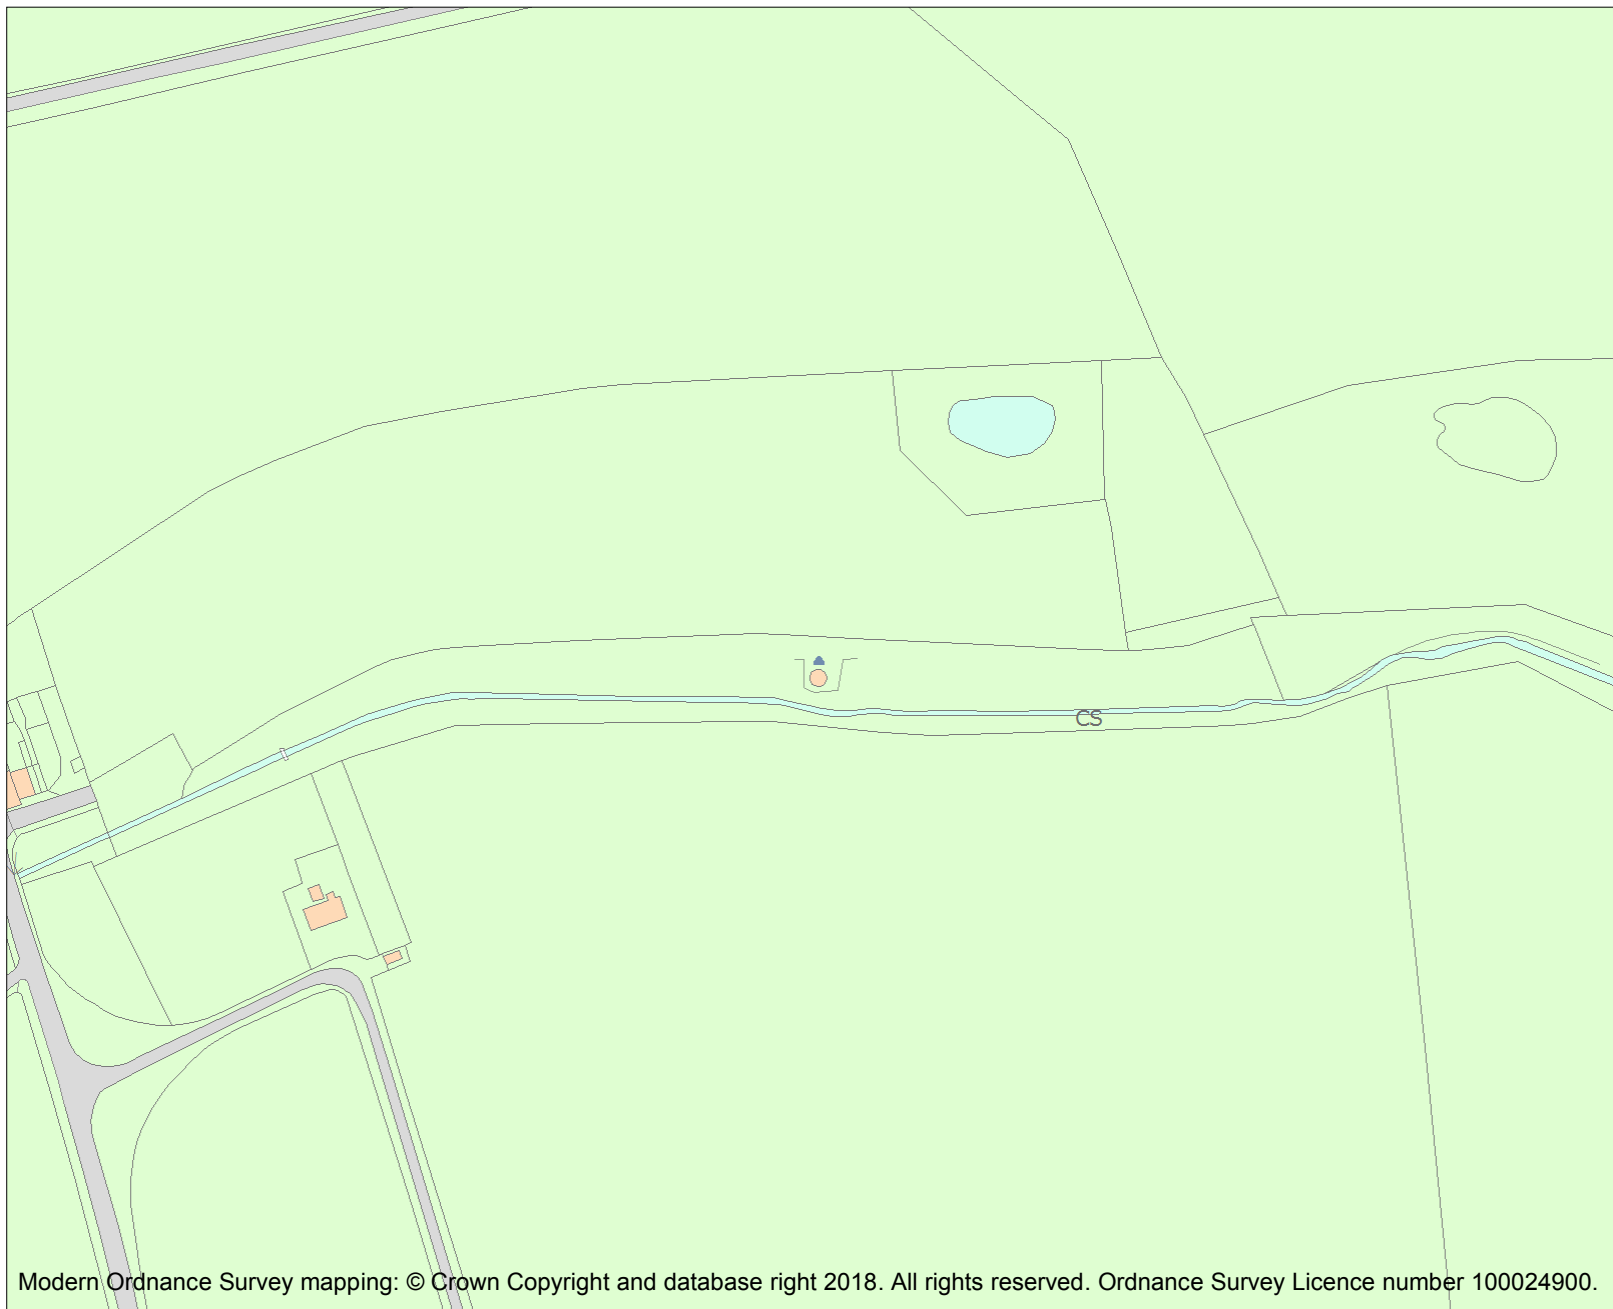 CS
Modern Ordnance Survey mapping: © Crown Copyright and database right 2018. All rights reserved. Ordnance Survey Licence number 100024900.